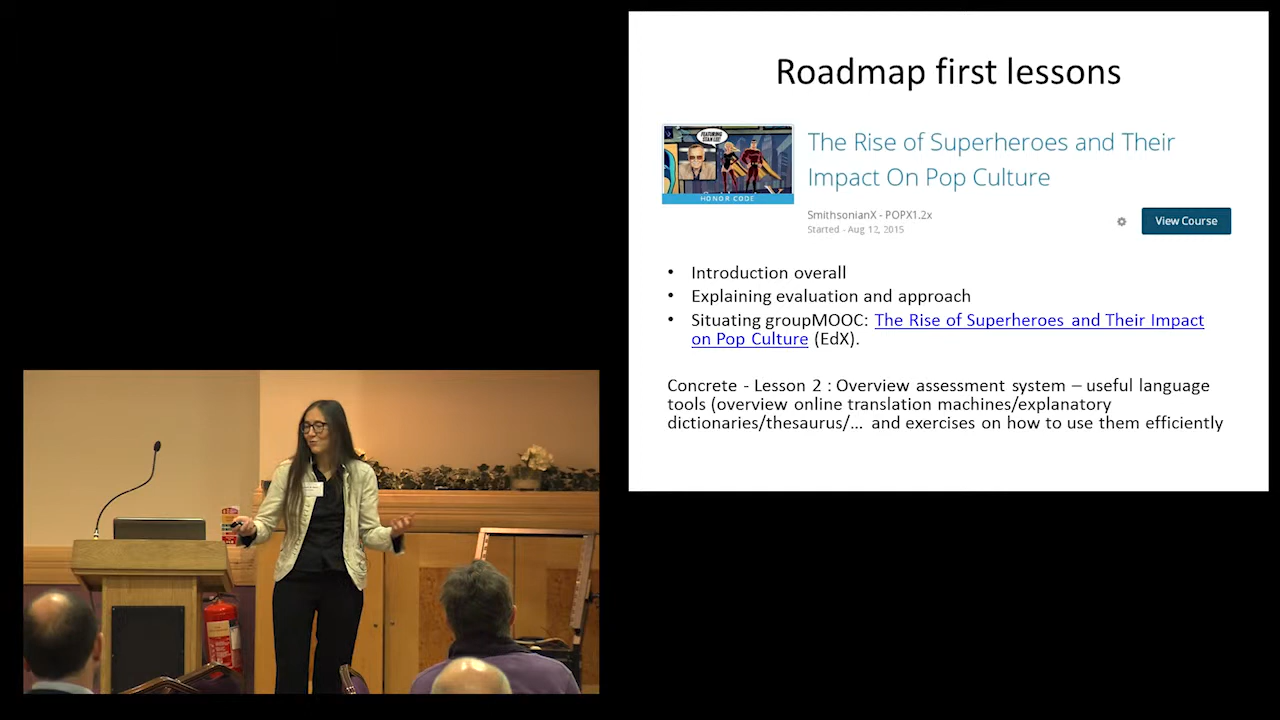 Roadmap first lessons
FEATURING
STAN LEE!
HONOR CODE
The Rise of Superheroes and Their
Impact On Pop Culture
SmithsonianX - POPX1.2x
Started - Aug 12, 2015
View Course
• Introduction overall
• Explaining evaluation and approach
• Situating groupMOOC: The Rise of Superheroes and Their Impact
on Pop Culture (EdX).
Concrete - Lesson 2 : Overview assessment system – useful language
tools (overview online translation machines/explanatory
dictionaries/thesaurus/... and exercises on how to use them efficiently